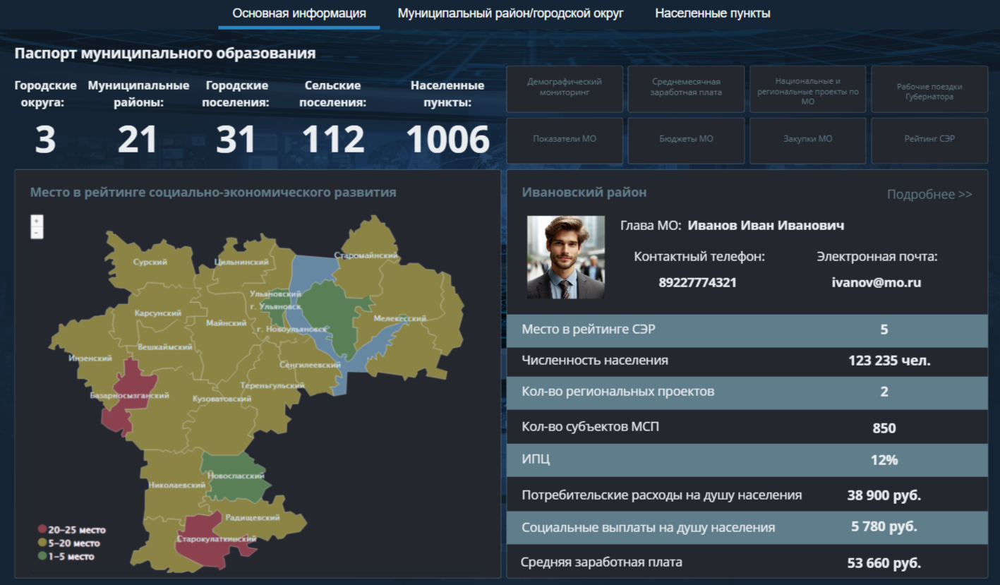 Основная информация
Муниципальный район/городской округ
Населенные пункты
Паспорт муниципального образования
Городские
округа:
3
Муниципальные
районы:
21
Городские
поселения:
31
Сельские
поселения:
112
Населенные
пункты:
1006
Демографический
мониторинг
Среднемесячная
заработная плата
Национальные и
региональные проекты по
МО
Рабочие поездки
Губернатора
Показатели МО
Бюджеты МО
Закупки МО
Рейтинг СЭР
Место в рейтинге социально-экономического развития
+
-
Старомайнский
Сурский
Цильнинский
Ульяновский
г. Ульяновск
Карсунский
Мелекесский
Майнский
г. Новоульяновск
Вешкаймский
Инзенский
Сенгилеевский
Тереньгульский
Базарносызганский
Кузоватовский
Новоспасский
Николаевский
Радищевский
Старокулаткинский
20–25 место
5–20 место
1–5 место
Ивановский район
Подробнее >>
Глава МО: Иванов Иван Иванович
Контактный телефон:
89227774321
Электронная почта:
ivanov@mo.ru
Место в рейтинге СЭР 5
Численность населения 123 235 чел.
Кол-во региональных проектов 2
Кол-во субъектов МСП 850
ИПЦ 12%
Потребительские расходы на душу населения 38 900 руб.
Социальные выплаты на душу населения 5 780 руб.
Средняя заработная плата 53 660 руб.